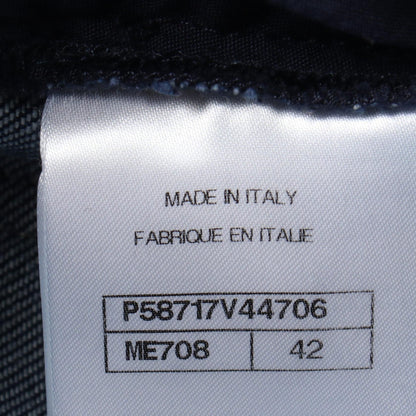 MADE IN ITALY
FABRIQUE EN ITALIE
P58717V44706
ME708 42